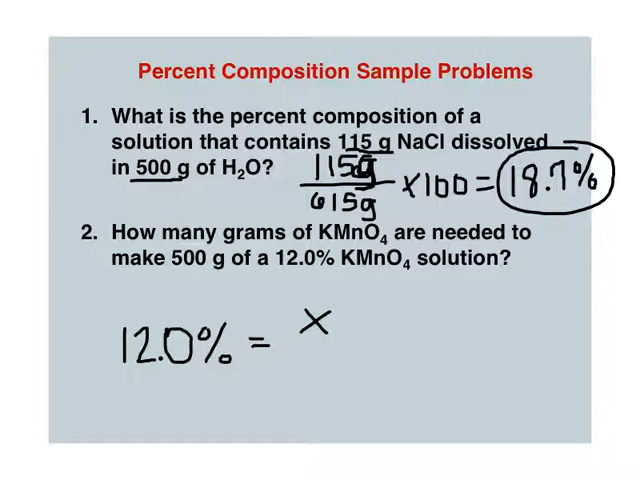 Percent Composition Sample Problems
1. What is the percent composition of a
solution that contains 115 g NaCl dissolved
in 500 g of H₂O?
115g
615g
×100 = 18.7%
2. How many grams of KMnO₄ are needed to
make 500 g of a 12.0% KMnO₄ solution?
12.0% = x